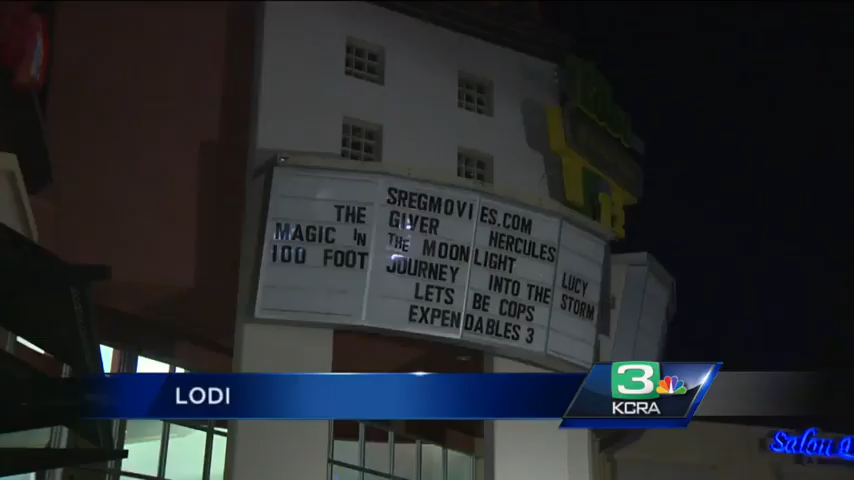 SREGMOVIES.COM
THE GIVER HERCULES
MAGIC IN THE MOONLIGHT LUCY
100 FOOT JOURNEY INTO THE STORM
LETS BE COPS
EXPENDABLES 3
LODI
3
KCRA
Salon